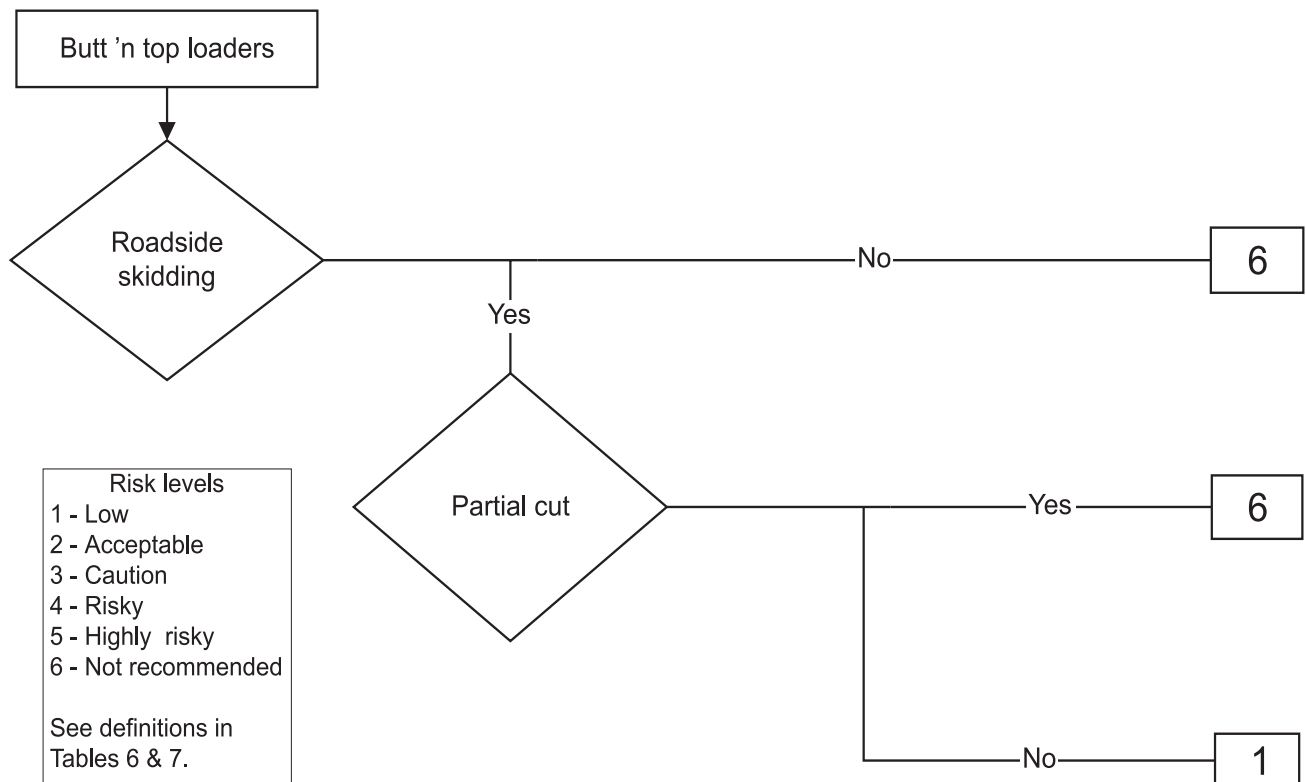 Butt ’n top loaders
Roadside
skidding
No
6
Yes
Partial cut
Yes
6
No
1
Risk levels
1 - Low
2 - Acceptable
3 - Caution
4 - Risky
5 - Highly risky
6 - Not recommended
See definitions in
Tables 6 & 7.